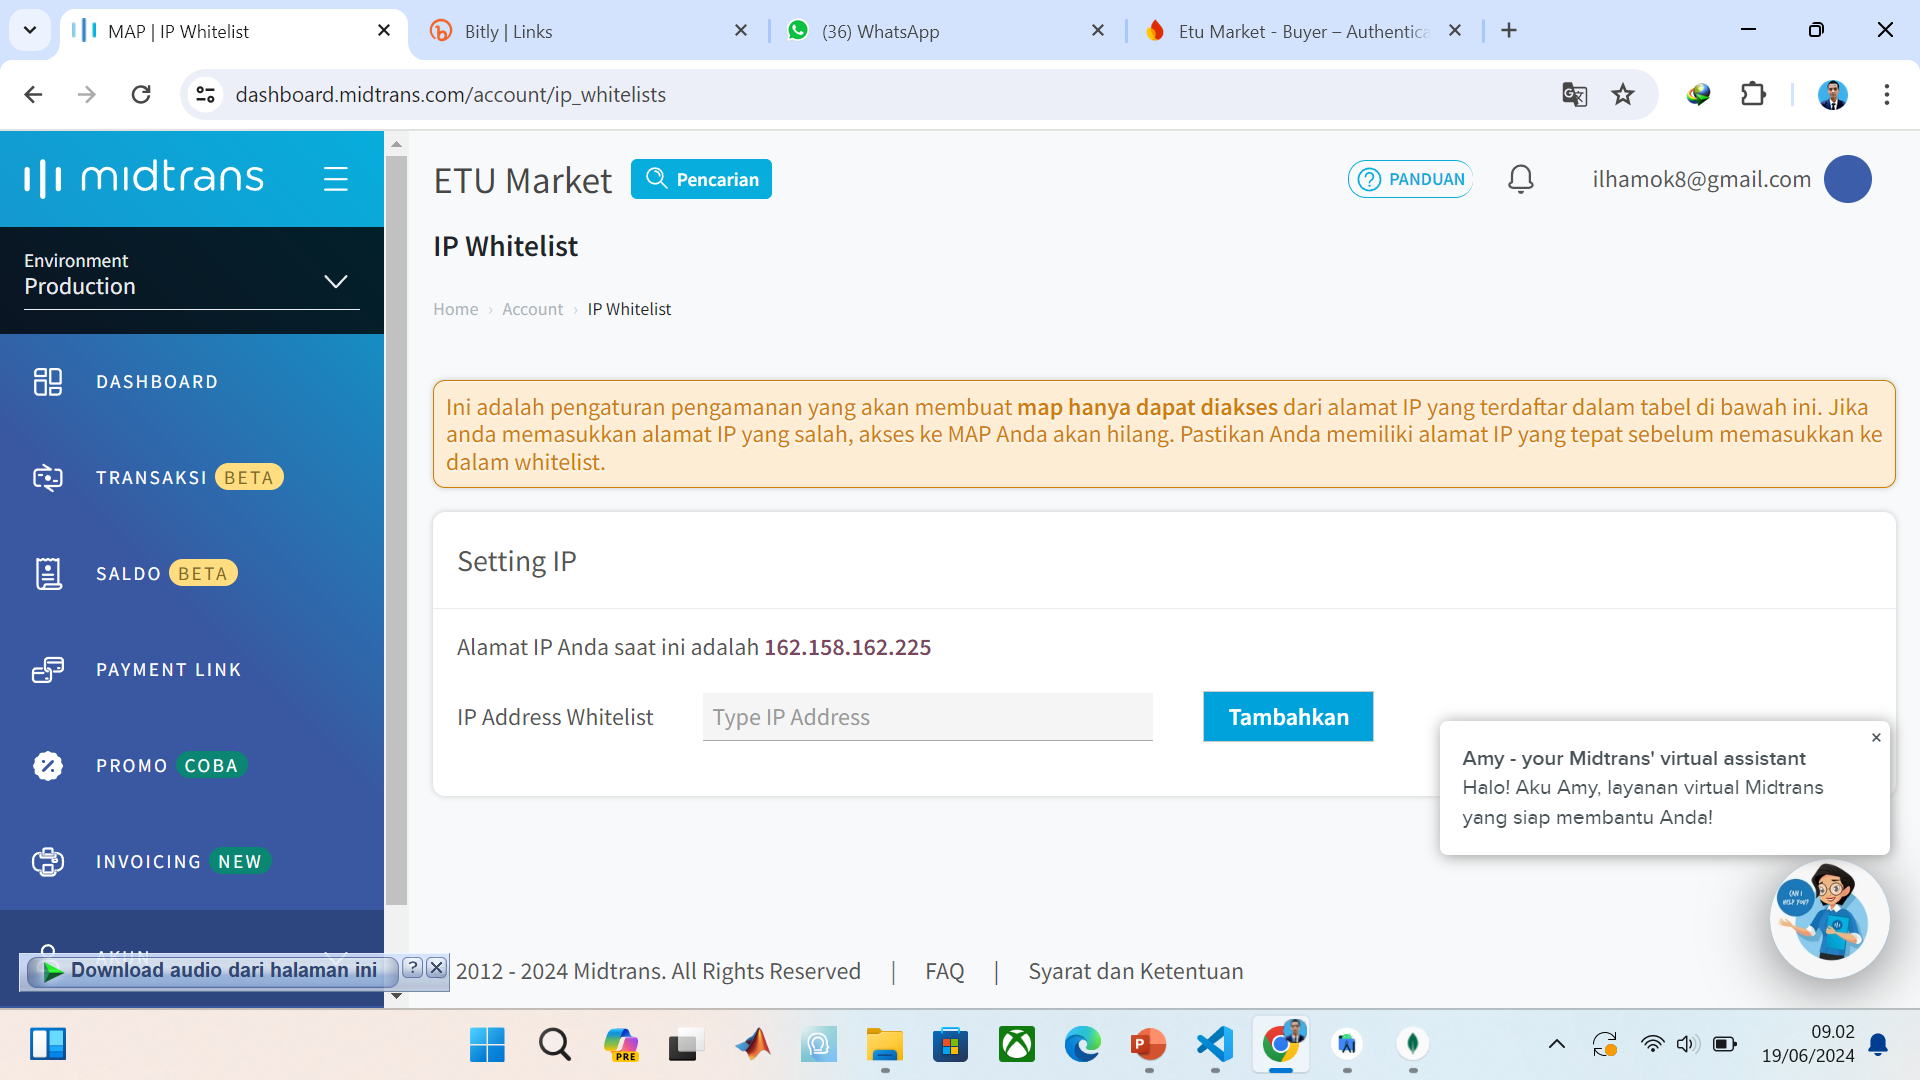 MAP | IP Whitelist
Bitly | Links
(36) WhatsApp
Etu Market - Buyer – Authentica
dashboard.midtrans.com/account/ip_whitelists
midtrans
ETU Market
Pencarian
PANDUAN
ilhamok8@gmail.com
Environment
Production
IP Whitelist
Home › Account › IP Whitelist
DASHBOARD
TRANSAKSI BETA
SALDO BETA
PAYMENT LINK
PROMO COBA
INVOICING NEW
AKUN
Ini adalah pengaturan pengamanan yang akan membuat map hanya dapat diakses dari alamat IP yang terdaftar dalam tabel di bawah ini. Jika
anda memasukkan alamat IP yang salah, akses ke MAP Anda akan hilang. Pastikan Anda memiliki alamat IP yang tepat sebelum memasukkan ke
dalam whitelist.
Setting IP
Alamat IP Anda saat ini adalah 162.158.162.225
IP Address Whitelist
Type IP Address
Tambahkan
Amy - your Midtrans' virtual assistant
Halo! Aku Amy, layanan virtual Midtrans
yang siap membantu Anda!
CAN I
HELP YOU?
Download audio dari halaman ini
2012 - 2024 Midtrans. All Rights Reserved | FAQ | Syarat dan Ketentuan
PRE
09.02
19/06/2024